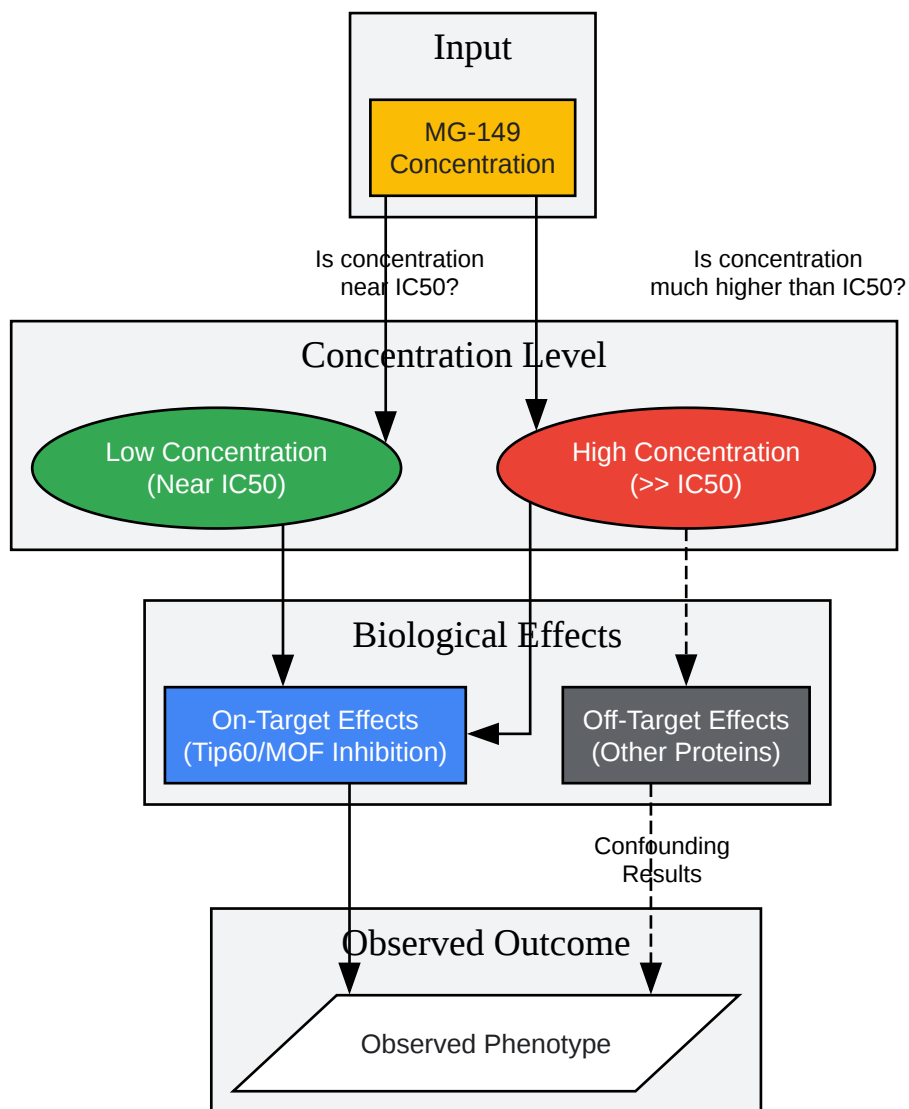 Input
MG-149
Concentration
Is concentration
near IC50?
Is concentration
much higher than IC50?
Concentration Level
Low Concentration
(Near IC50)
High Concentration
(>> IC50)
Biological Effects
On-Target Effects
(Tip60/MOF Inhibition)
Off-Target Effects
(Other Proteins)
Confounding
Results
Observed Outcome
Observed Phenotype